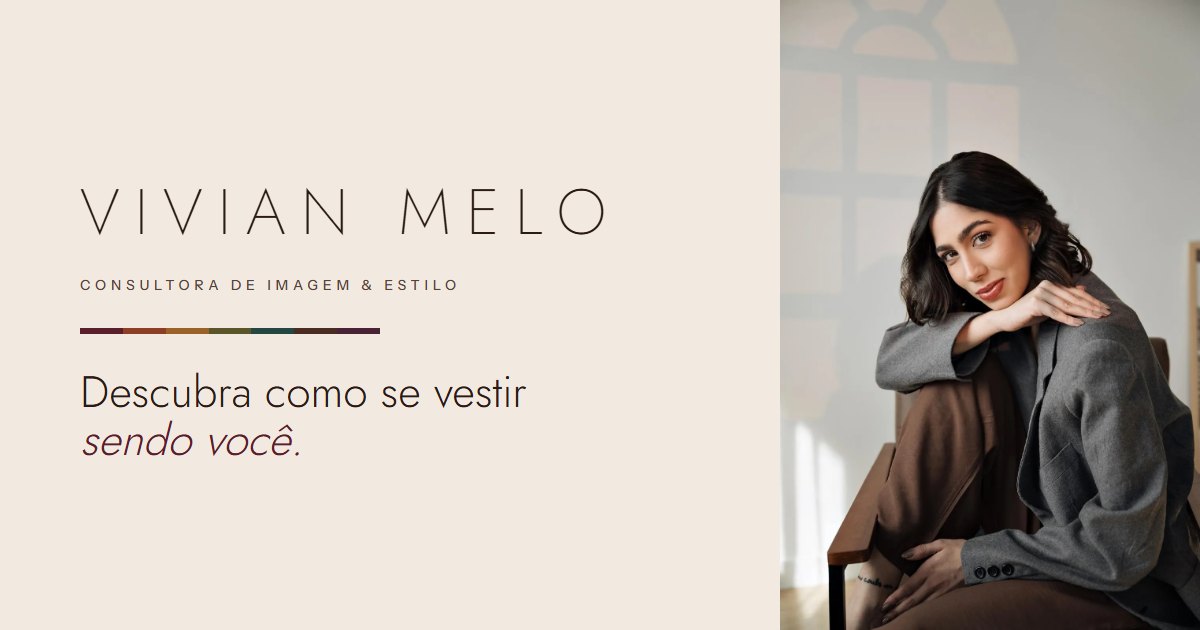 VIVIAN MELO
CONSULTORA DE IMAGEM & ESTILO
Descubra como se vestir
sendo você.